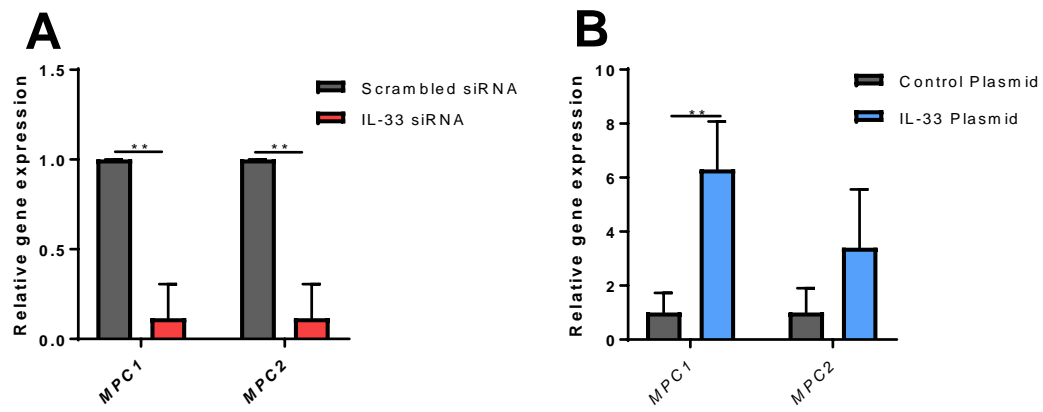 A
Relative gene expression
1.5
1.0
0.5
0.0
**
**
Scrambled siRNA
IL-33 siRNA
MPC1
MPC2
B
Relative gene expression
10
8
6
4
2
0
**
Control Plasmid
IL-33 Plasmid
MPC1
MPC2